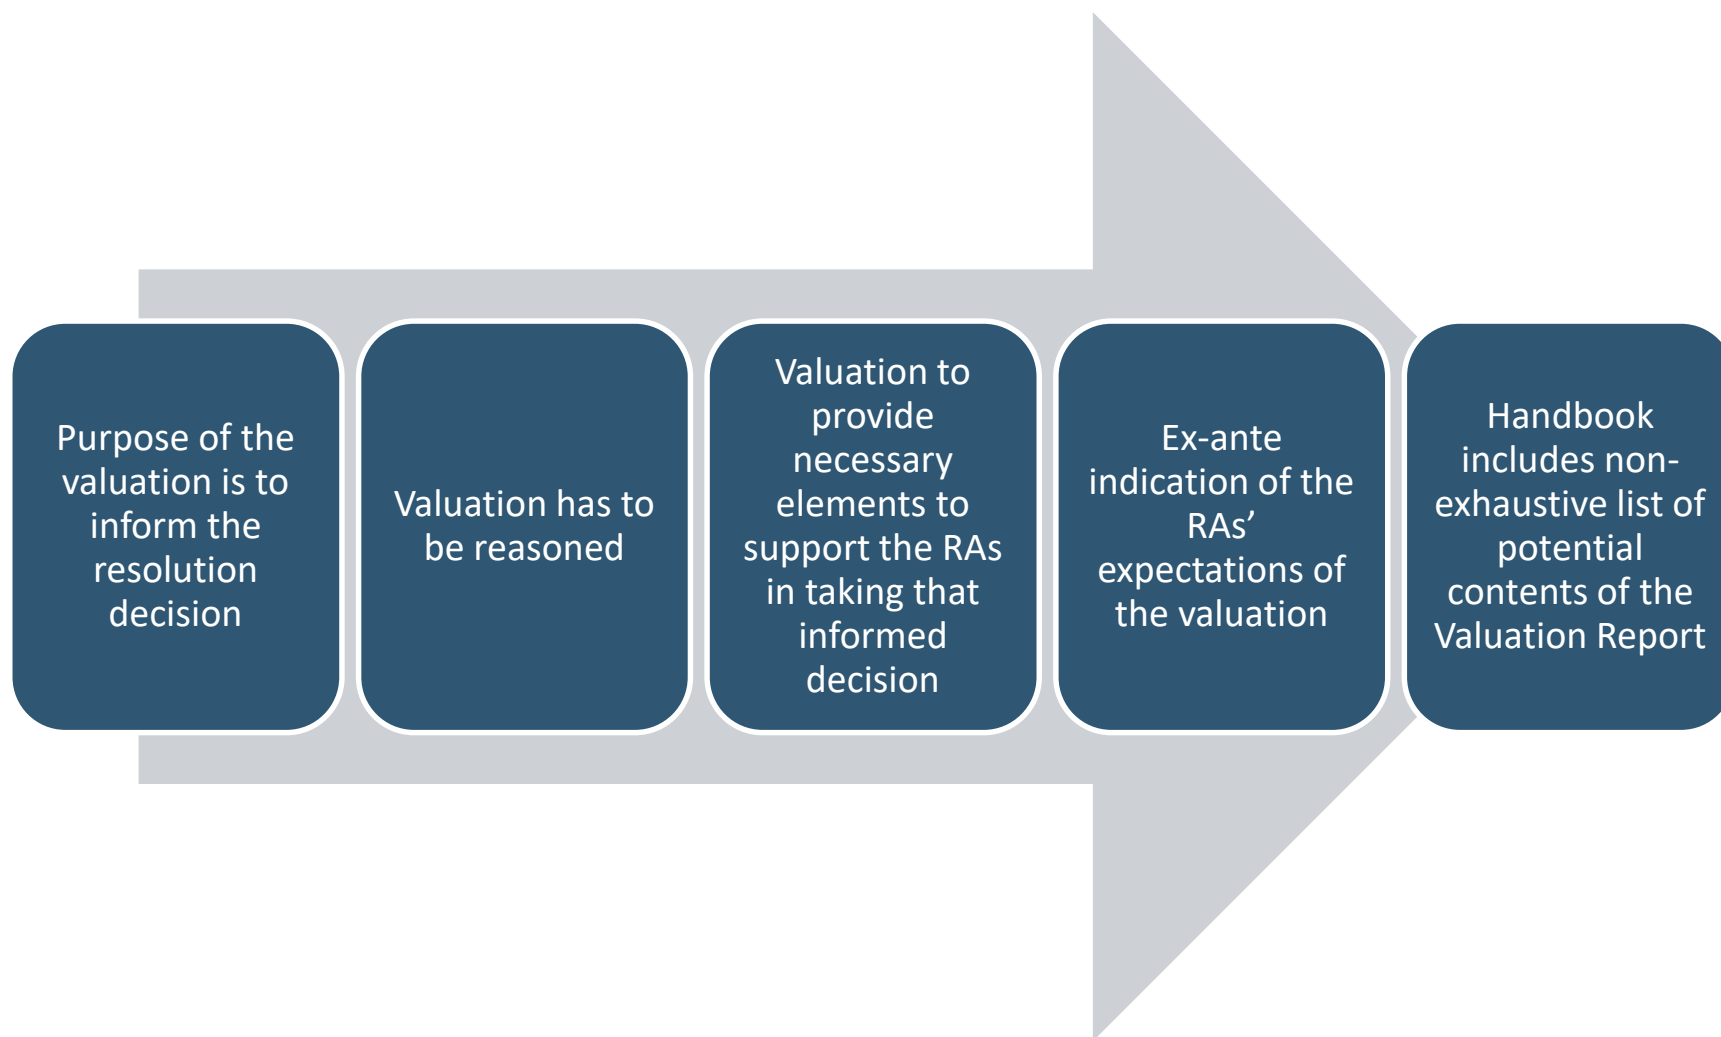 Purpose of the
valuation is to
inform the
resolution
decision
Valuation has to
be reasoned
Valuation to
provide
necessary
elements to
support the RAs
in taking that
informed
decision
Ex-ante
indication of the
RAs’
expectations of
the valuation
Handbook
includes non-
exhaustive list of
potential
contents of the
Valuation Report